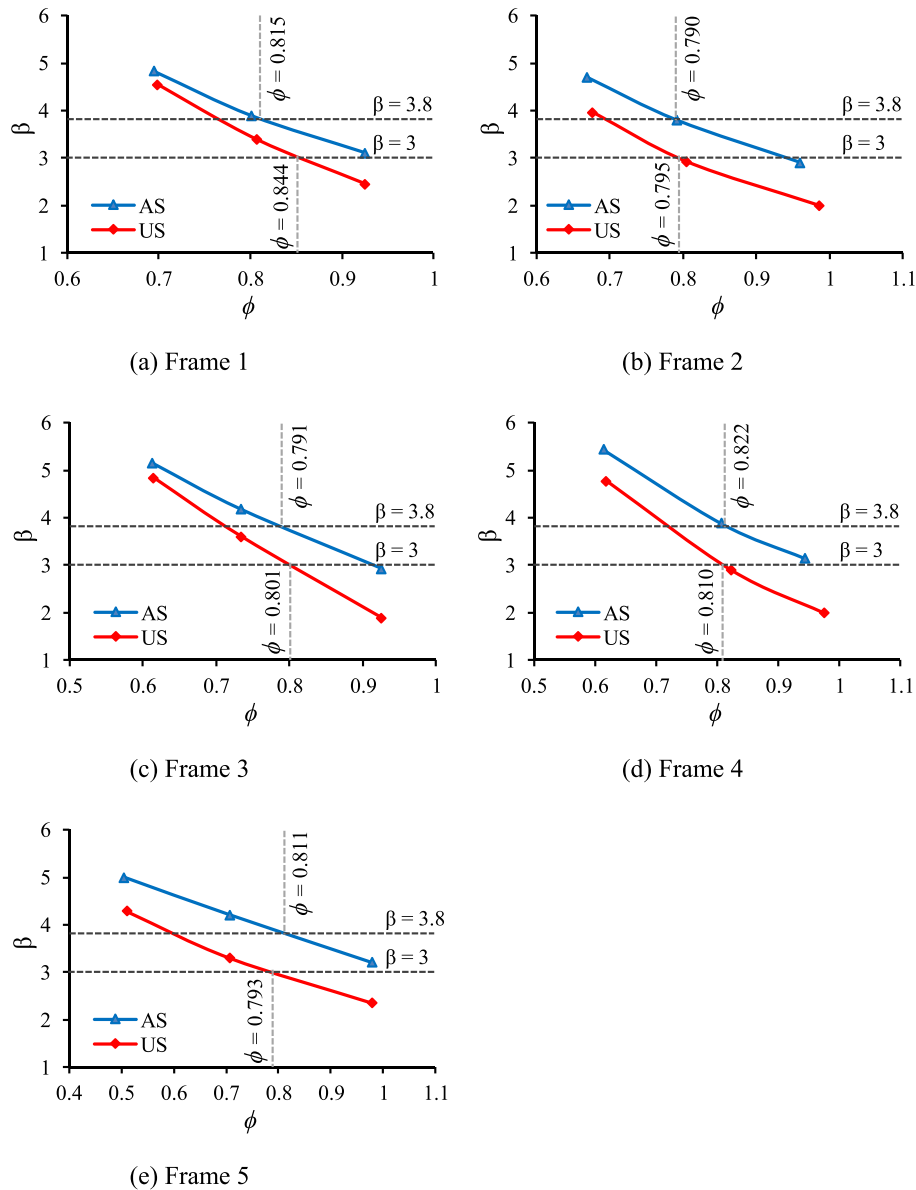 6
5
4
3
2
1
β
ϕ = 0.815
β = 3.8
β = 3
ϕ = 0.844
AS
US
0.6 0.7 0.8 0.9 1
ϕ
(a) Frame 1
6
5
4
3
2
1
β
ϕ = 0.790
β = 3.8
β = 3
ϕ = 0.795
AS
US
0.6 0.7 0.8 0.9 1 1.1
ϕ
(b) Frame 2
6
5
4
3
2
1
β
ϕ = 0.791
β = 3.8
β = 3
ϕ = 0.801
AS
US
0.5 0.6 0.7 0.8 0.9 1
ϕ
(c) Frame 3
6
5
4
3
2
1
β
ϕ = 0.822
β = 3.8
β = 3
ϕ = 0.810
AS
US
0.5 0.6 0.7 0.8 0.9 1 1.1
ϕ
(d) Frame 4
6
5
4
3
2
1
β
ϕ = 0.811
β = 3.8
β = 3
ϕ = 0.793
AS
US
0.4 0.5 0.6 0.7 0.8 0.9 1 1.1
ϕ
(e) Frame 5